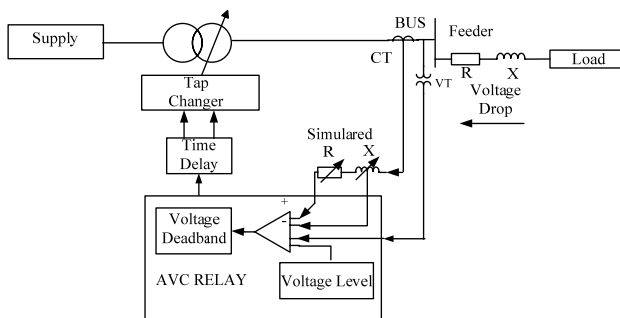 Supply
BUS
CT
Feeder
R
X
Load
VT
Voltage
Drop
Tap
Changer
Time
Delay
Simulared
R
X
+
-
Voltage
Deadband
AVC RELAY
Voltage Level